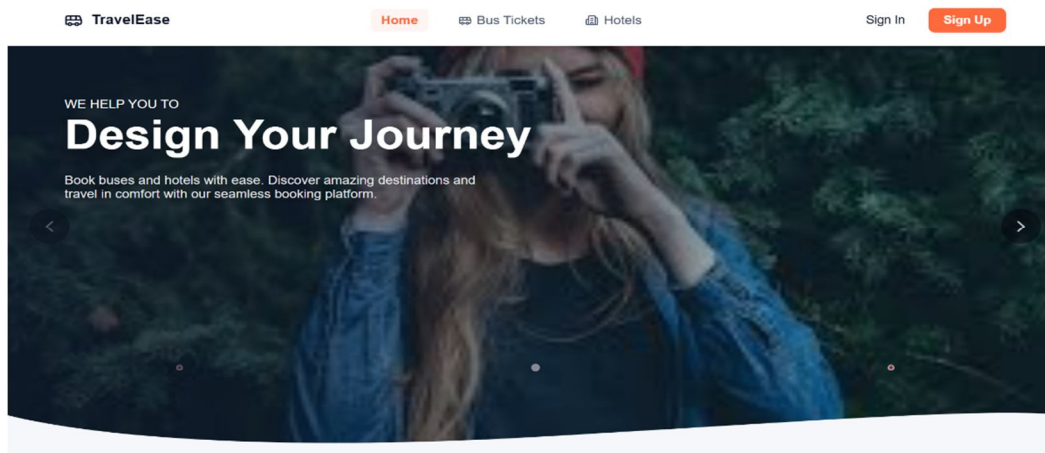 TravelEase
Home
Bus Tickets
Hotels
Sign In
Sign Up
WE HELP YOU TO
Design Your Journey
Book buses and hotels with ease. Discover amazing destinations and
travel in comfort with our seamless booking platform.